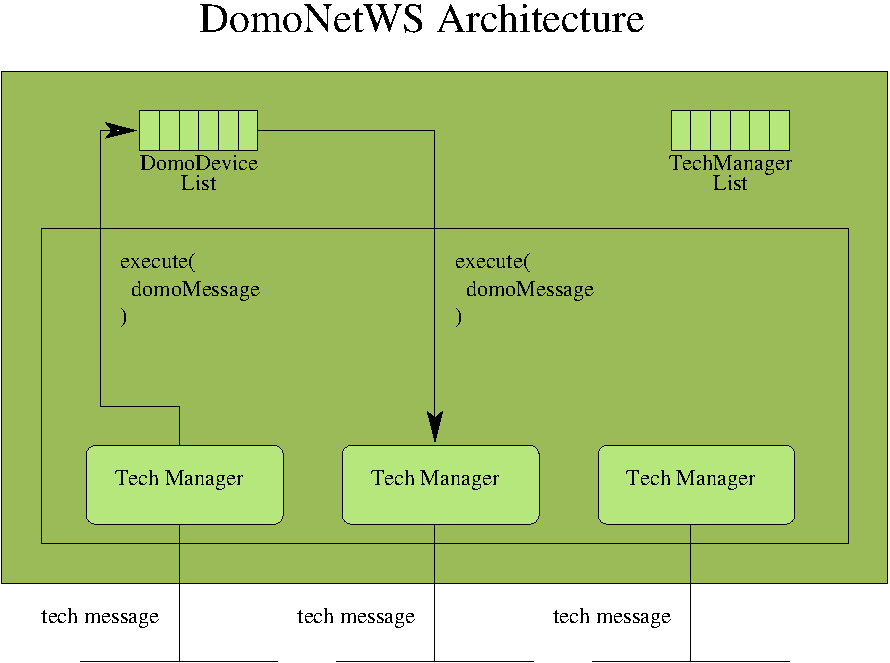 DomoNetWS Architecture
DomoDevice
List
TechManager
List
execute(
domoMessage
)
execute(
domoMessage
)
Tech Manager
Tech Manager
Tech Manager
tech message
tech message
tech message